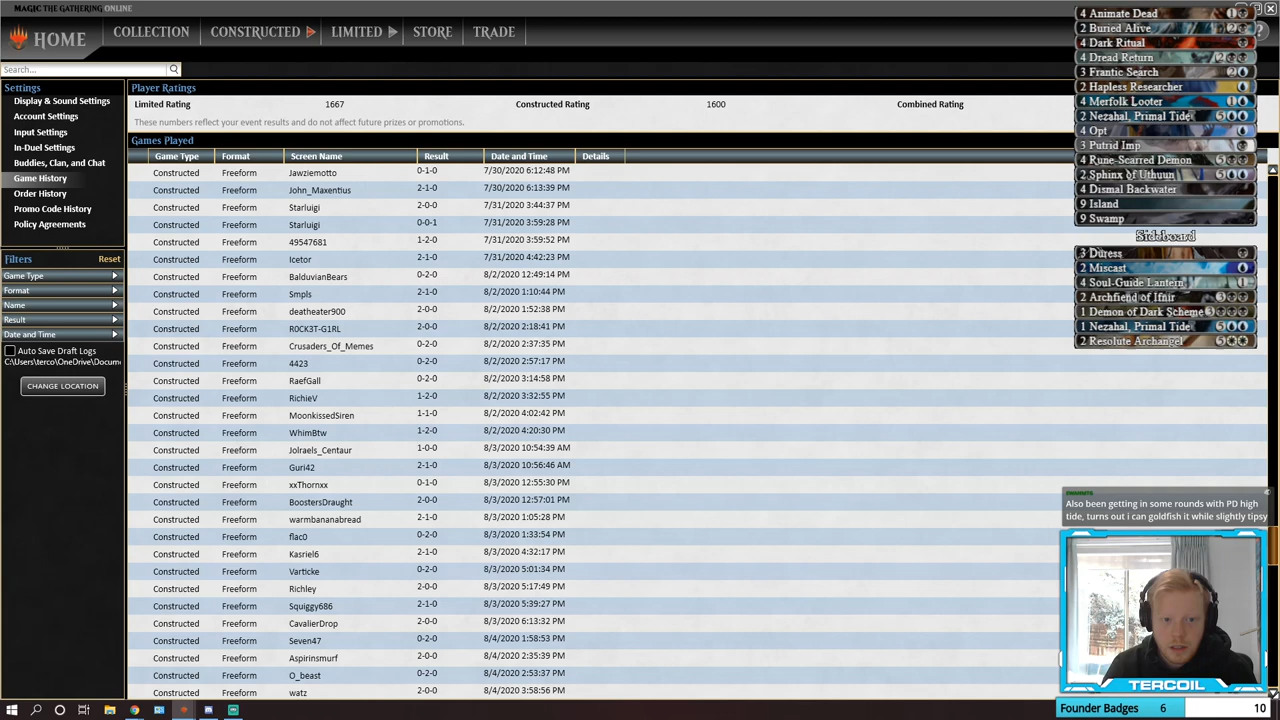 MAGIC THE GATHERING ONLINE
HOME
COLLECTION
CONSTRUCTED
LIMITED
STORE
TRADE
?
Search...
Settings
Display & Sound Settings
Account Settings
Input Settings
In-Duel Settings
Buddies, Clan, and Chat
Game History
Order History
Promo Code History
Policy Agreements
Filters Reset
Game Type
Format
Name
Result
Date and Time
Auto Save Draft Logs
C:\Users\terco\OneDrive\Docum
CHANGE LOCATION
Player Ratings
Limited Rating 1667 Constructed Rating 1600 Combined Rating
These numbers reflect your event results and do not affect future prizes or promotions.
Games Played
Game Type Format Screen Name Result Date and Time Details
Constructed Freeform Jawziemotto 0-1-0 7/30/2020 6:12:48 PM
Constructed Freeform John_Maxentius 2-1-0 7/30/2020 6:13:39 PM
Constructed Freeform Starluigi 2-0-0 7/31/2020 3:44:37 PM
Constructed Freeform Starluigi 0-0-1 7/31/2020 3:59:28 PM
Constructed Freeform 49547681 1-2-0 7/31/2020 3:59:52 PM
Constructed Freeform Icetor 2-1-0 7/31/2020 4:42:23 PM
Constructed Freeform BalduvianBears 0-2-0 8/2/2020 12:49:14 PM
Constructed Freeform Smpls 2-1-0 8/2/2020 1:10:44 PM
Constructed Freeform deatheater900 2-0-0 8/2/2020 1:52:38 PM
Constructed Freeform R0CK3T-G1RL 2-0-0 8/2/2020 2:18:41 PM
Constructed Freeform Crusaders_Of_Memes 0-2-0 8/2/2020 2:37:35 PM
Constructed Freeform 4423 0-2-0 8/2/2020 2:57:17 PM
Constructed Freeform RaefGall 0-2-0 8/2/2020 3:14:58 PM
Constructed Freeform RichieV 1-2-0 8/2/2020 3:32:55 PM
Constructed Freeform MoonkissedSiren 1-1-0 8/2/2020 4:02:42 PM
Constructed Freeform WhimBtw 1-2-0 8/2/2020 4:20:30 PM
Constructed Freeform Jolraels_Centaur 1-0-0 8/3/2020 10:54:39 AM
Constructed Freeform Guri42 2-1-0 8/3/2020 10:56:46 AM
Constructed Freeform xxThornxx 0-1-0 8/3/2020 12:55:30 PM
Constructed Freeform BoostersDraught 2-0-0 8/3/2020 12:57:01 PM
Constructed Freeform warmbananabread 2-1-0 8/3/2020 1:05:28 PM
Constructed Freeform flac0 0-2-0 8/3/2020 1:33:54 PM
Constructed Freeform Kasriel6 2-1-0 8/3/2020 4:32:17 PM
Constructed Freeform Varticke 0-2-0 8/3/2020 5:01:34 PM
Constructed Freeform Richley 2-0-0 8/3/2020 5:17:49 PM
Constructed Freeform Squiggy686 2-1-0 8/3/2020 5:39:27 PM
Constructed Freeform CavalierDrop 2-0-0 8/3/2020 6:13:32 PM
Constructed Freeform Seven47 0-2-0 8/4/2020 1:58:53 PM
Constructed Freeform Aspirinsmurf 2-0-0 8/4/2020 2:35:39 PM
Constructed Freeform O_beast 0-2-0 8/4/2020 2:53:37 PM
Constructed Freeform watz 2-0-0 8/4/2020 3:58:56 PM
4 Animate Dead 1
2 Buried Alive 2
4 Dark Ritual
4 Dread Return 2
3 Frantic Search 2
2 Hapless Researcher
4 Merfolk Looter 1
2 Nezahal, Primal Tide 5
4 Opt
3 Putrid Imp
4 Rune-Scarred Demon 5
2 Sphinx of Uthuun 5
4 Dismal Backwater
9 Island
9 Swamp
Sideboard
3 Duress
2 Miscast
4 Soul-Guide Lantern 1
2 Archfiend of Ifnir 3
1 Demon of Dark Scheme 3
1 Nezahal, Primal Tide 5
2 Resolute Archangel 5
Also been getting in some rounds with PD high
tide, turns out i can goldfish it while slightly tipsy
TERCOIL
Founder Badges 6 10